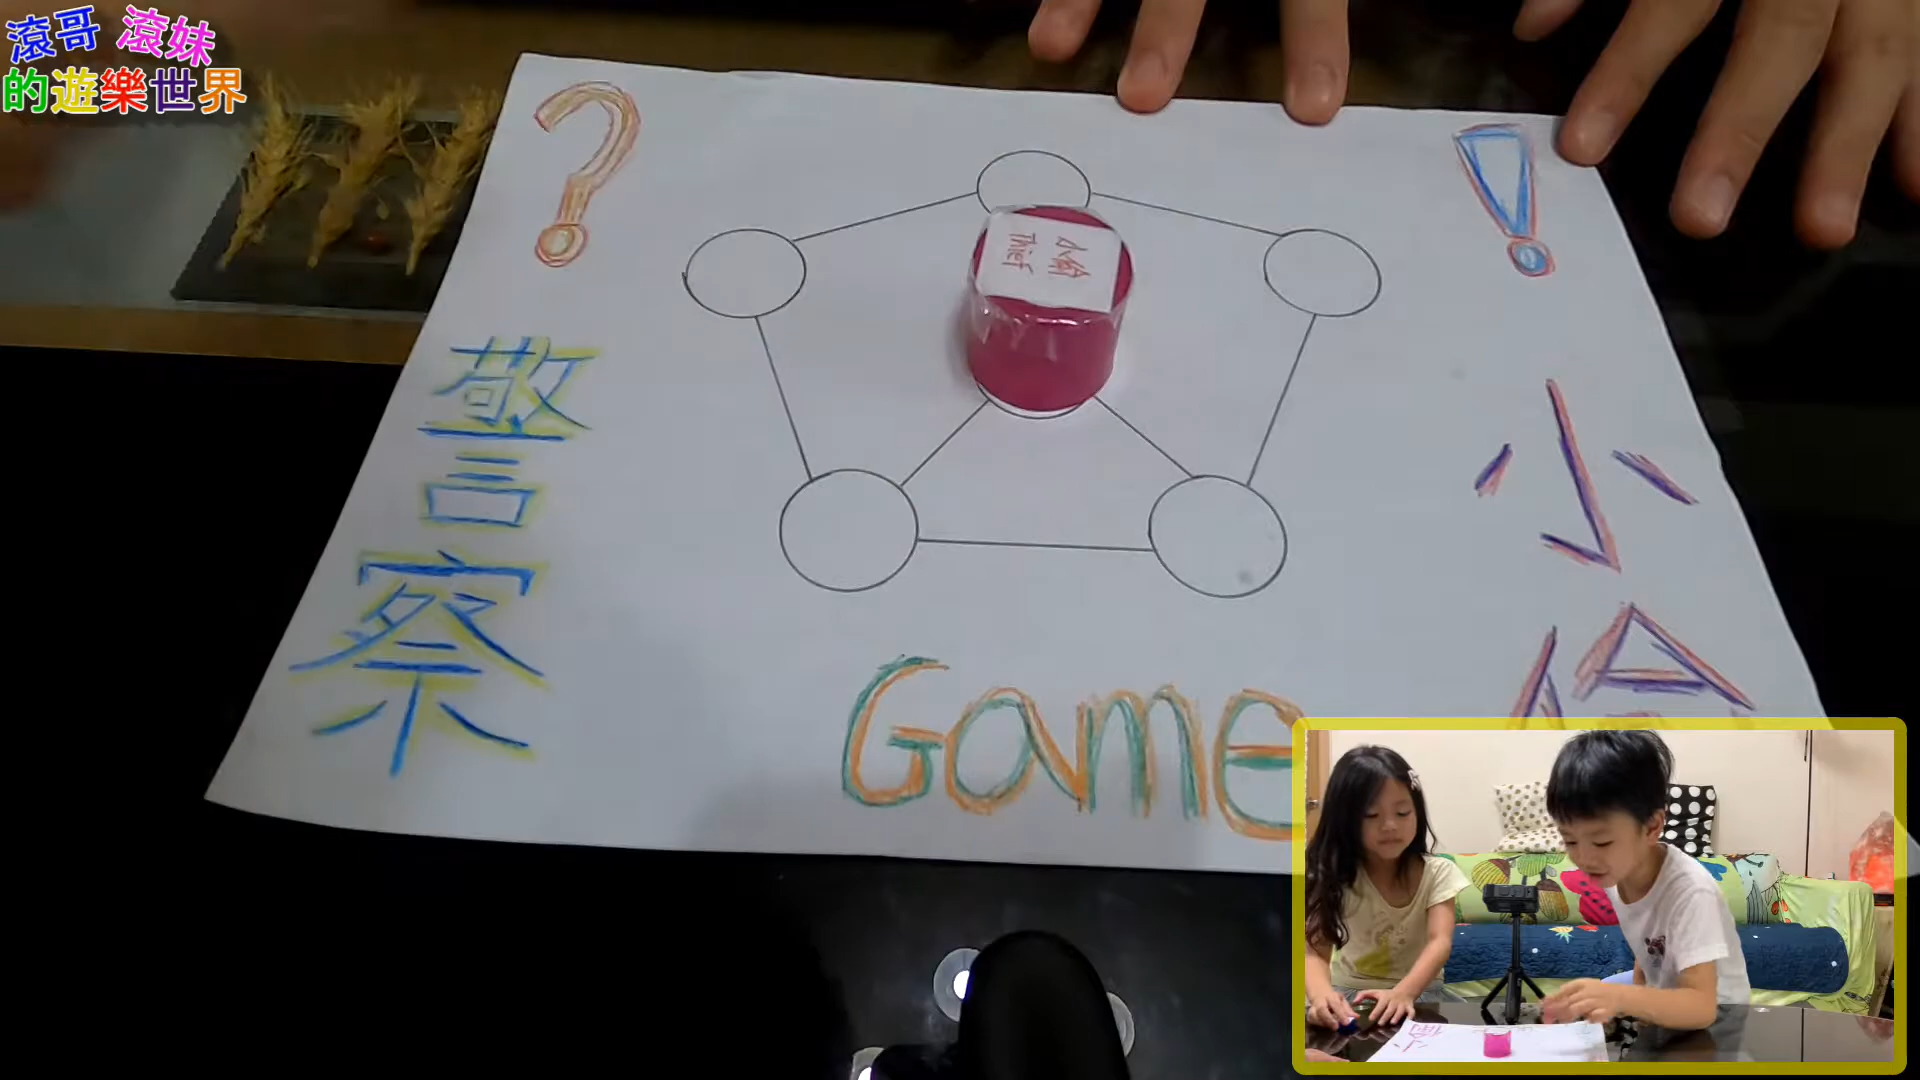 滾哥 滾妹
的遊樂世界
警察
小偷
Thief
小偷
Game